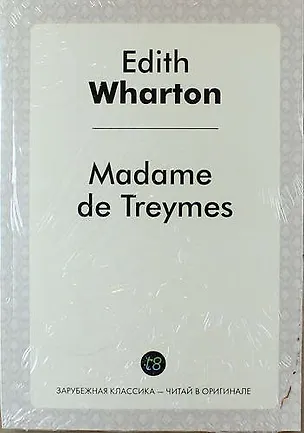 Edith
Wharton
Madame
de Treymes
t8
ЗАРУБЕЖНАЯ КЛАССИКА — ЧИТАЙ В ОРИГИНАЛЕ